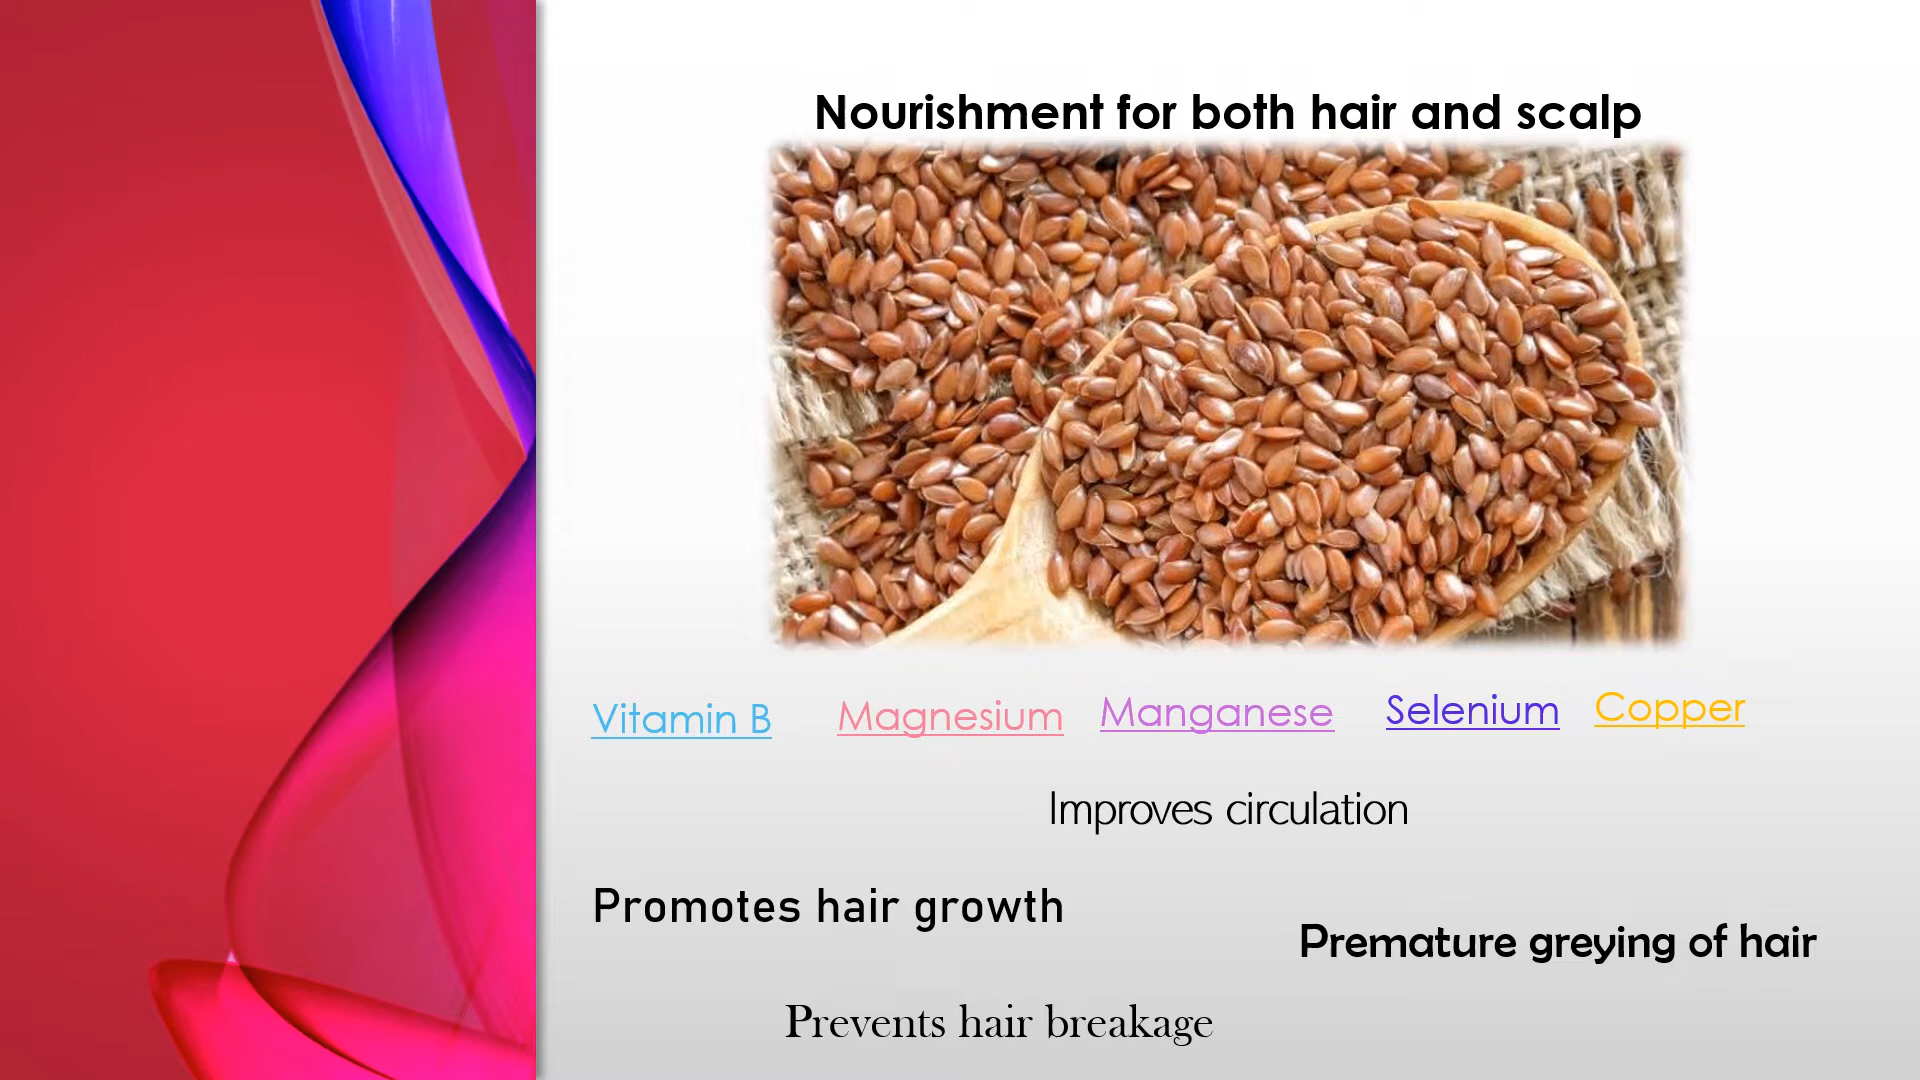 Nourishment for both hair and scalp
Vitamin B Magnesium Manganese Selenium Copper
Improves circulation
Promotes hair growth
Premature greying of hair
Prevents hair breakage